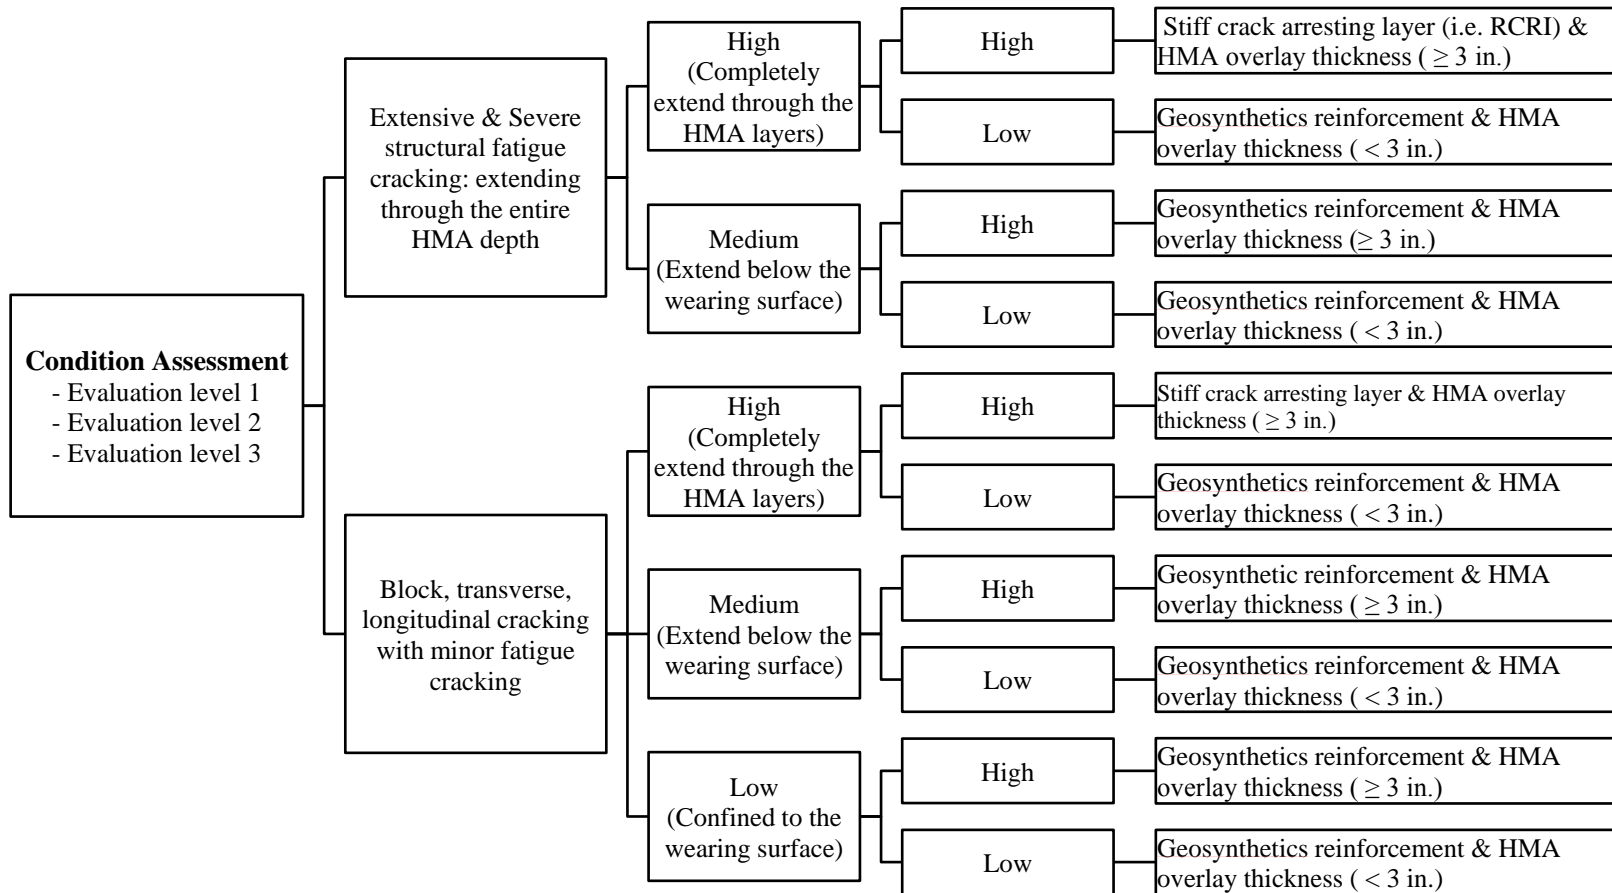 Condition Assessment
- Evaluation level 1
- Evaluation level 2
- Evaluation level 3
Extensive & Severe
structural fatigue
cracking: extending
through the entire
HMA depth
High
(Completely
extend through the
HMA layers)
High
Stiff crack arresting layer (i.e. RCRI) &
HMA overlay thickness ( ≥ 3 in.)
Low
Geosynthetics reinforcement & HMA
overlay thickness ( < 3 in.)
Medium
(Extend below the
wearing surface)
High
Geosynthetics reinforcement & HMA
overlay thickness (≥ 3 in.)
Low
Geosynthetics reinforcement & HMA
overlay thickness ( < 3 in.)
Block, transverse,
longitudinal cracking
with minor fatigue
cracking
High
(Completely
extend through the
HMA layers)
High
Stiff crack arresting layer & HMA overlay
thickness ( ≥ 3 in.)
Low
Geosynthetics reinforcement & HMA
overlay thickness ( < 3 in.)
Medium
(Extend below the
wearing surface)
High
Geosynthetic reinforcement & HMA
overlay thickness ( ≥ 3 in.)
Low
Geosynthetics reinforcement & HMA
overlay thickness ( < 3 in.)
Low
(Confined to the
wearing surface)
High
Geosynthetics reinforcement & HMA
overlay thickness ( ≥ 3 in.)
Low
Geosynthetics reinforcement & HMA
overlay thickness ( < 3 in.)